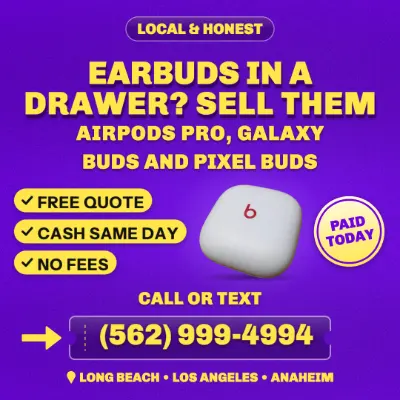 LOCAL & HONEST
EARBUDS IN A
DRAWER? SELL THEM
AIRPODS PRO, GALAXY
BUDS AND PIXEL BUDS
FREE QUOTE
CASH SAME DAY
NO FEES
b
PAID
TODAY
CALL OR TEXT
(562) 999-4994
LONG BEACH • LOS ANGELES • ANAHEIM